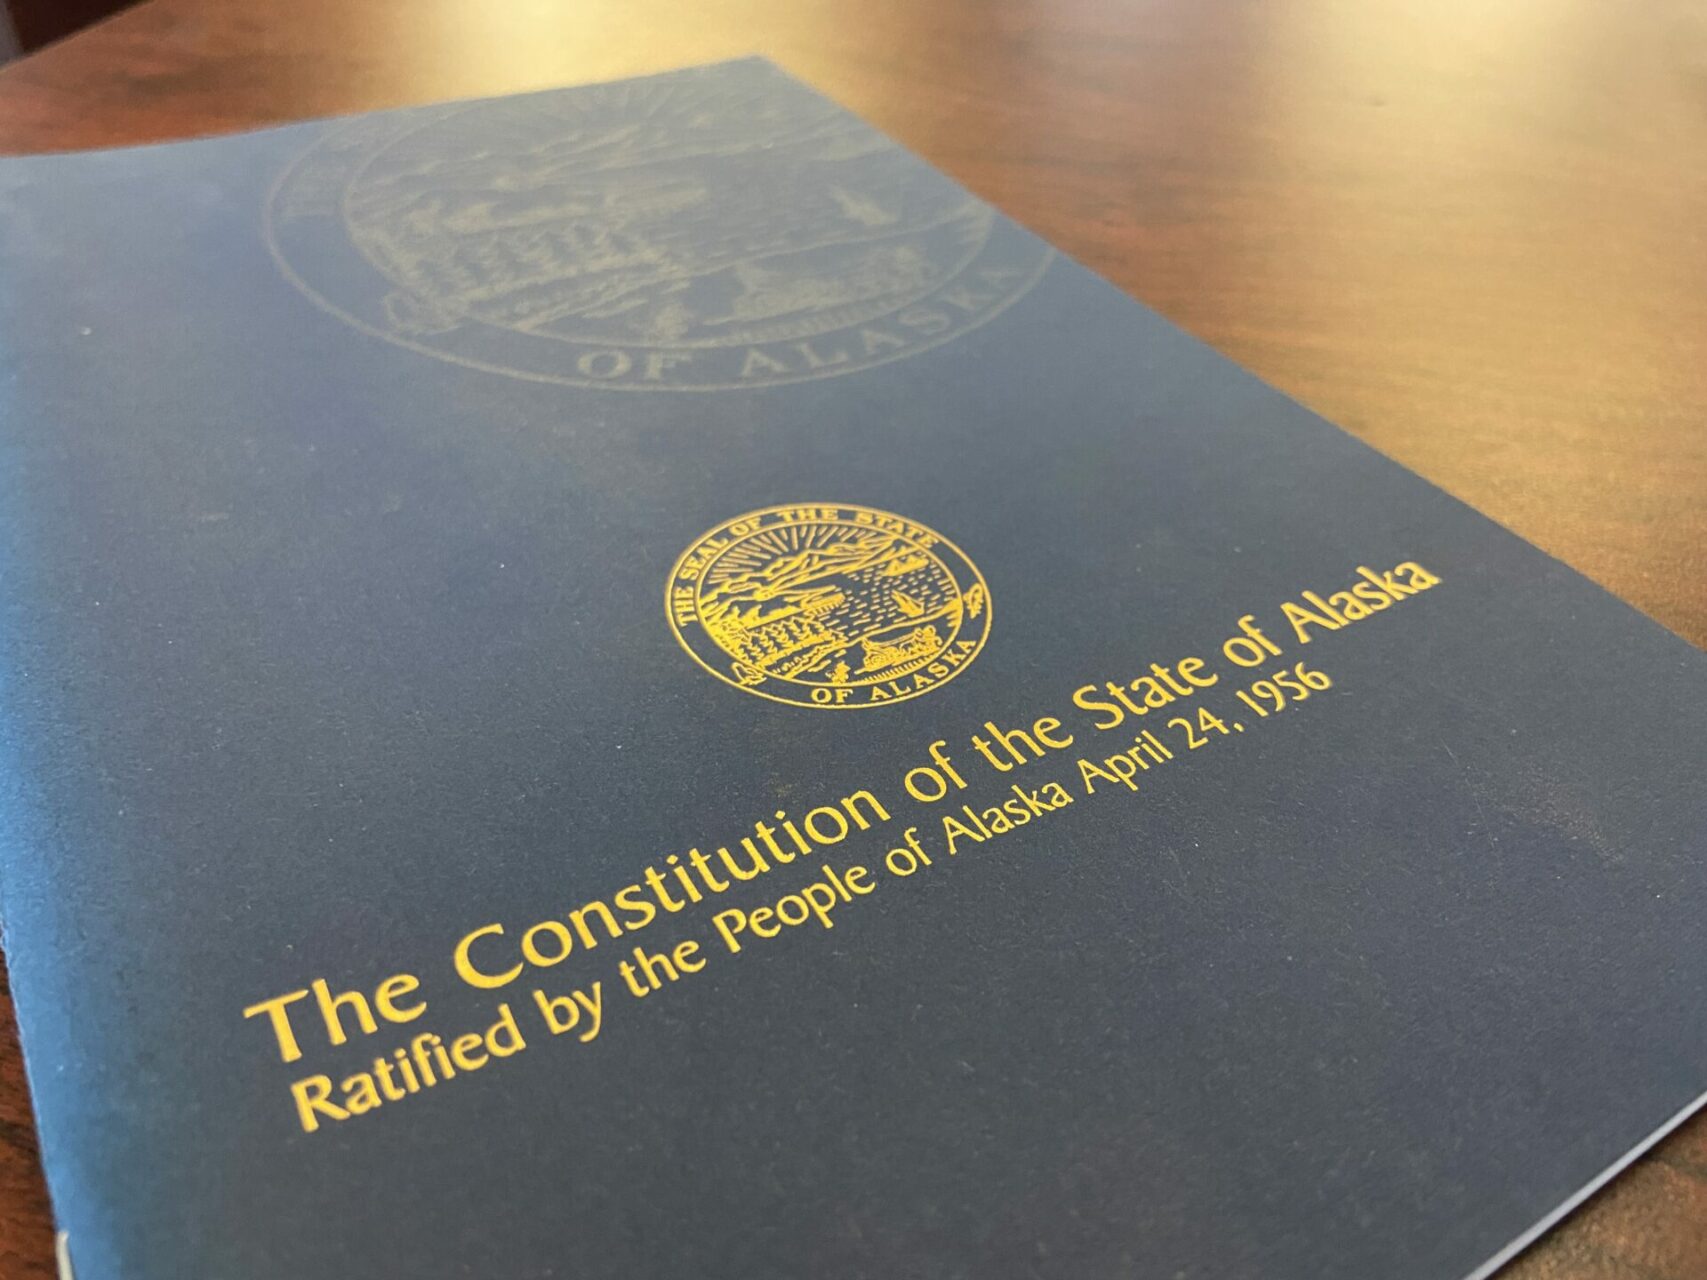 OF ALASKA
THE SEAL OF THE STATE
OF ALASKA
The Constitution of the State of Alaska
Ratified by the People of Alaska April 24, 1956